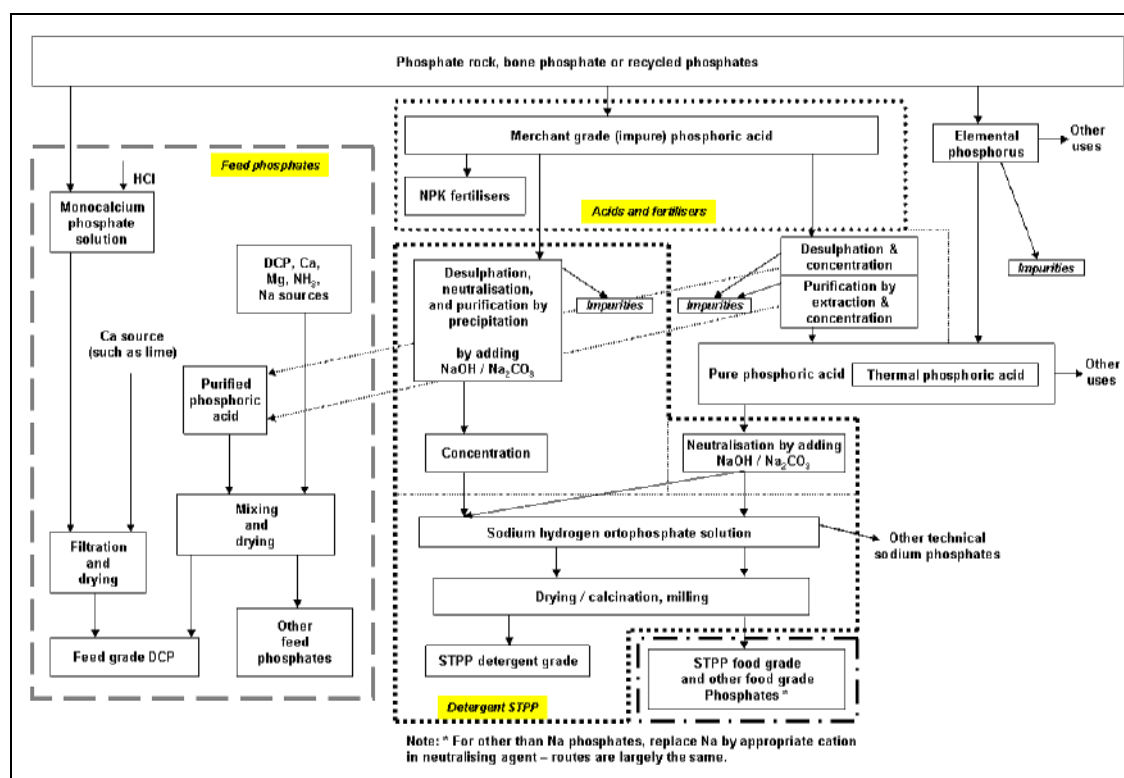 Phosphate rock, bone phosphate or recycled phosphates
Merchant grade (impure) phosphoric acid
Elemental
phosphorus
Other
uses
Feed phosphates
HCl
NPK fertilisers
Acids and fertilisers
Monocalcium
phosphate
solution
DCP, Ca,
Mg, NH3,
Na sources
Desulphation,
neutralisation,
and purification by
precipitation
by adding
NaOH / Na2CO3
Impurities
Impurities
Desulphation &
concentration
Purification by
extraction &
concentration
Impurities
Ca source
(such as lime)
Purified
phosphoric
acid
Pure phosphoric acid
Thermal phosphoric acid
Other
uses
Concentration
Neutralisation by adding
NaOH / Na2CO3
Mixing
and
drying
Filtration
and
drying
Sodium hydrogen ortophosphate solution
Other technical
sodium phosphates
Drying / calcination, milling
Feed grade DCP
Other
feed
phosphates
STPP detergent grade
STPP food grade
and other food grade
Phosphates *
Detergent STPP
Note: * For other than Na phosphates, replace Na by appropriate cation
in neutralising agent – routes are largely the same.